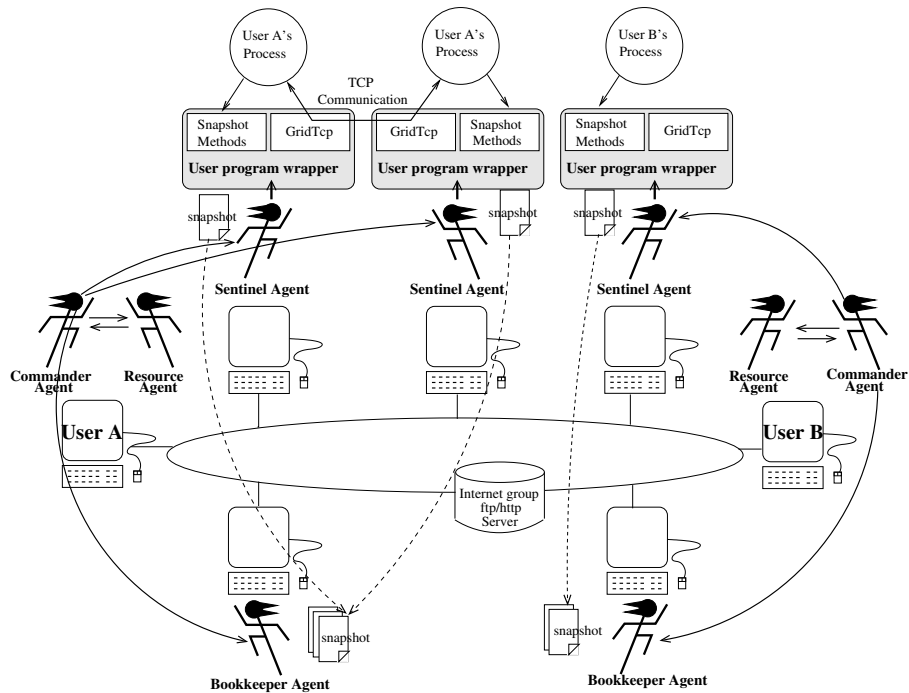 User A's
Process
User A's
Process
User B's
Process
TCP
Communication
Snapshot
Methods
GridTcp
GridTcp
Snapshot
Methods
Snapshot
Methods
GridTcp
User program wrapper
User program wrapper
User program wrapper
snapshot
snapshot
snapshot
Sentinel Agent
Sentinel Agent
Sentinel Agent
Commander
Agent
Resource
Agent
Resource
Agent
Commander
Agent
User A
User B
Internet group
ftp/http
Server
snapshot
snapshot
Bookkeeper Agent
Bookkeeper Agent